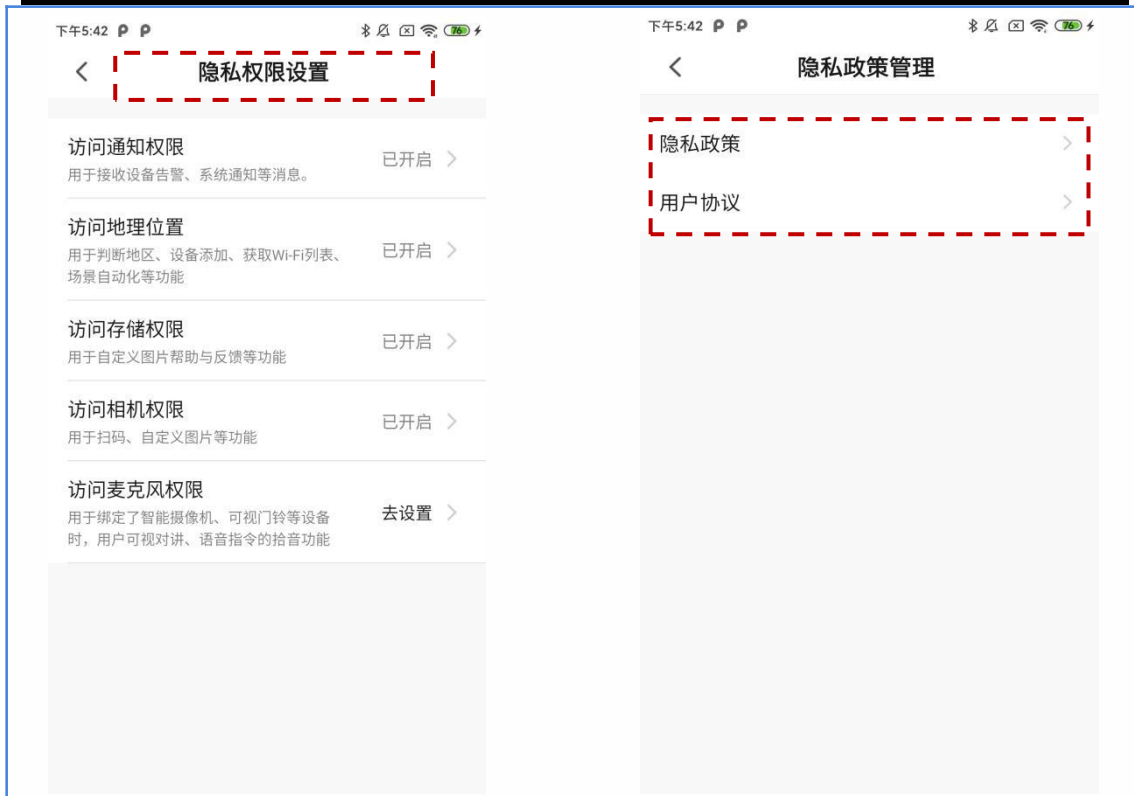 下午5:42 P P
76
隐私权限设置
访问通知权限
用于接收设备告警、系统通知等消息。
已开启
访问地理位置
用于判断地区、设备添加、获取Wi-Fi列表、
场景自动化等功能
已开启
访问存储权限
用于自定义图片帮助与反馈等功能
已开启
访问相机权限
用于扫码、自定义图片等功能
已开启
访问麦克风权限
用于绑定了智能摄像机、可视门铃等设备
时，用户可视对讲、语音指令的拾音功能
去设置
下午5:42 P P
76
隐私政策管理
隐私政策
用户协议